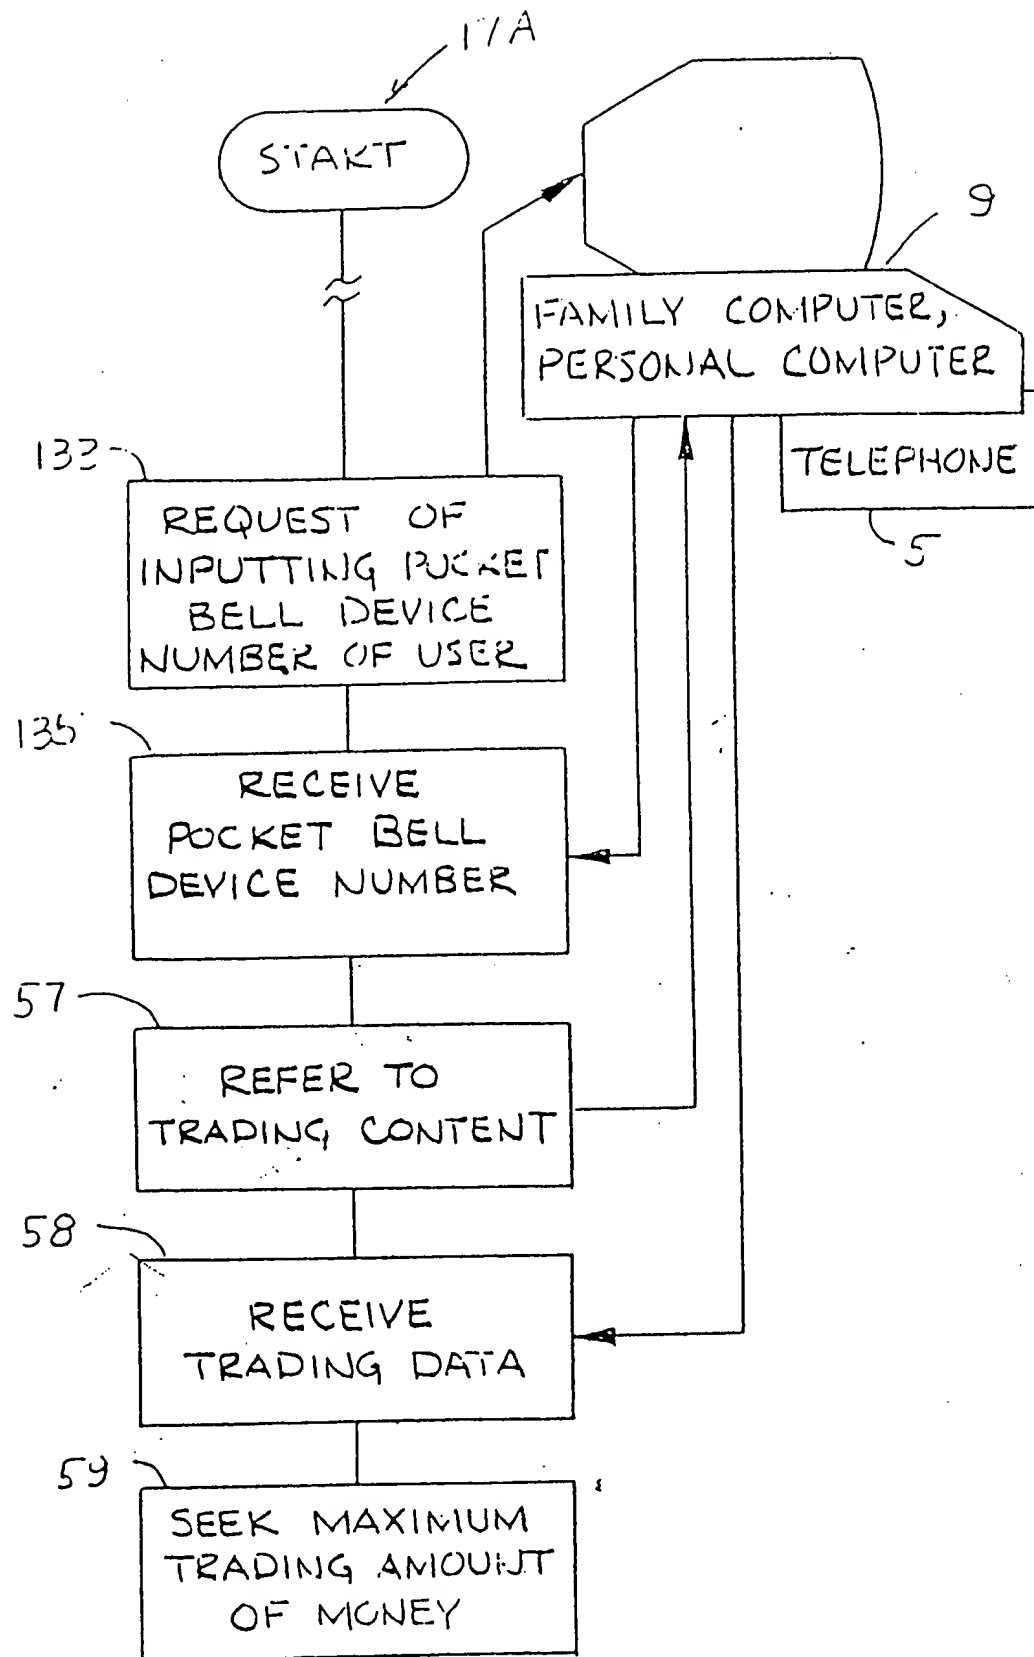 17A
START
9
FAMILY COMPUTER,
PERSONAL COMPUTER
TELEPHONE
5
133
REQUEST OF
INPUTTING POCKET
BELL DEVICE
NUMBER OF USER
135
RECEIVE
POCKET BELL
DEVICE NUMBER
57
REFER TO
TRADING CONTENT
58
RECEIVE
TRADING DATA
59
SEEK MAXIMUM
TRADING AMOUNT
OF MONEY